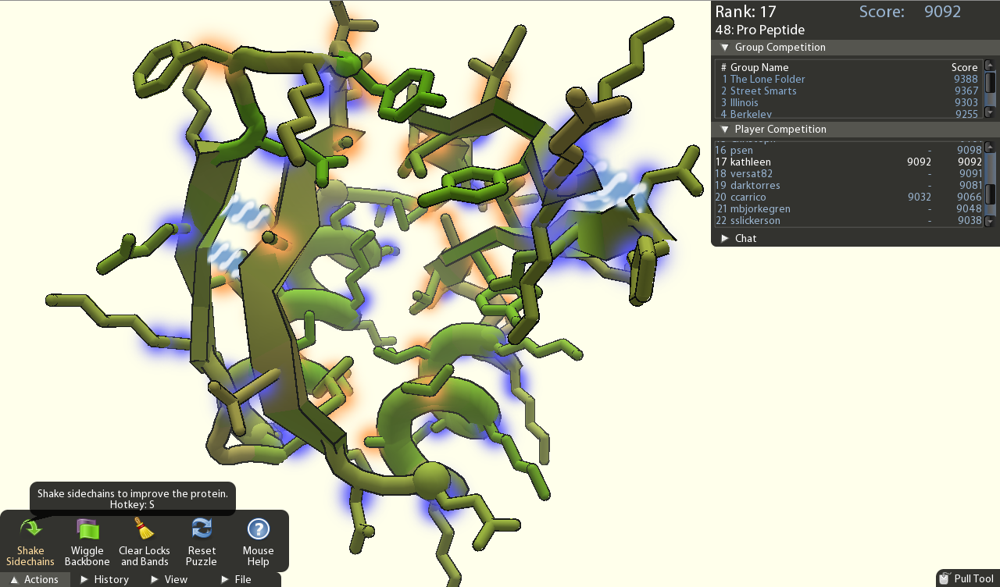 Rank: 17 Score: 9092
48: Pro Peptide
Group Competition
# Group Name Score
1 The Lone Folder 9388
2 Street Smarts 9367
3 Illinois 9303
4 Berkeley 9255
Player Competition
16 psen - 9098
17 kathleen 9092 9092
18 versat82 - 9091
19 darktorres - 9081
20 ccarrico 9032 9066
21 mbjorkegren - 9048
22 sslickerson - 9038
Chat
Shake sidechains to improve the protein.
Hotkey: S
Shake Sidechains
Wiggle Backbone
Clear Locks and Bands
Reset Puzzle
Mouse Help
Actions History View File
Pull Tool